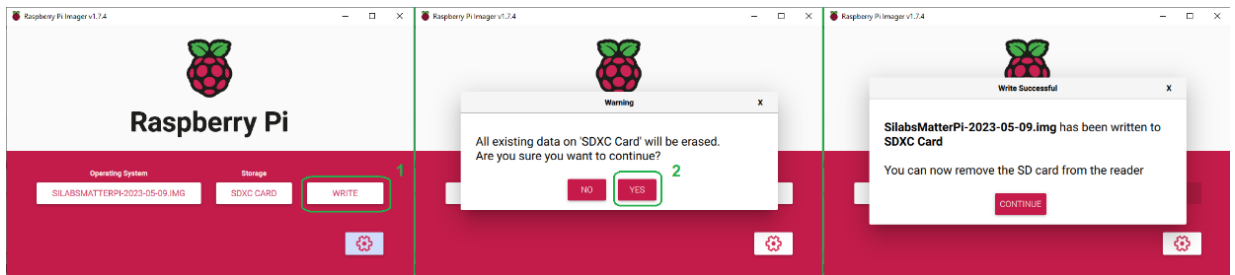 Raspberry Pi Imager v1.7.4
Raspberry Pi
Operating System
Storage
SILABSMATTERPI-2023-05-09.IMG
SDXC CARD
WRITE
1
Raspberry Pi Imager v1.7.4
Warning
X
All existing data on 'SDXC Card' will be erased.
Are you sure you want to continue?
NO
YES
2
Raspberry Pi Imager v1.7.4
Write Successful
X
SilabsMatterPi-2023-05-09.img has been written to
SDXC Card
You can now remove the SD card from the reader
CONTINUE